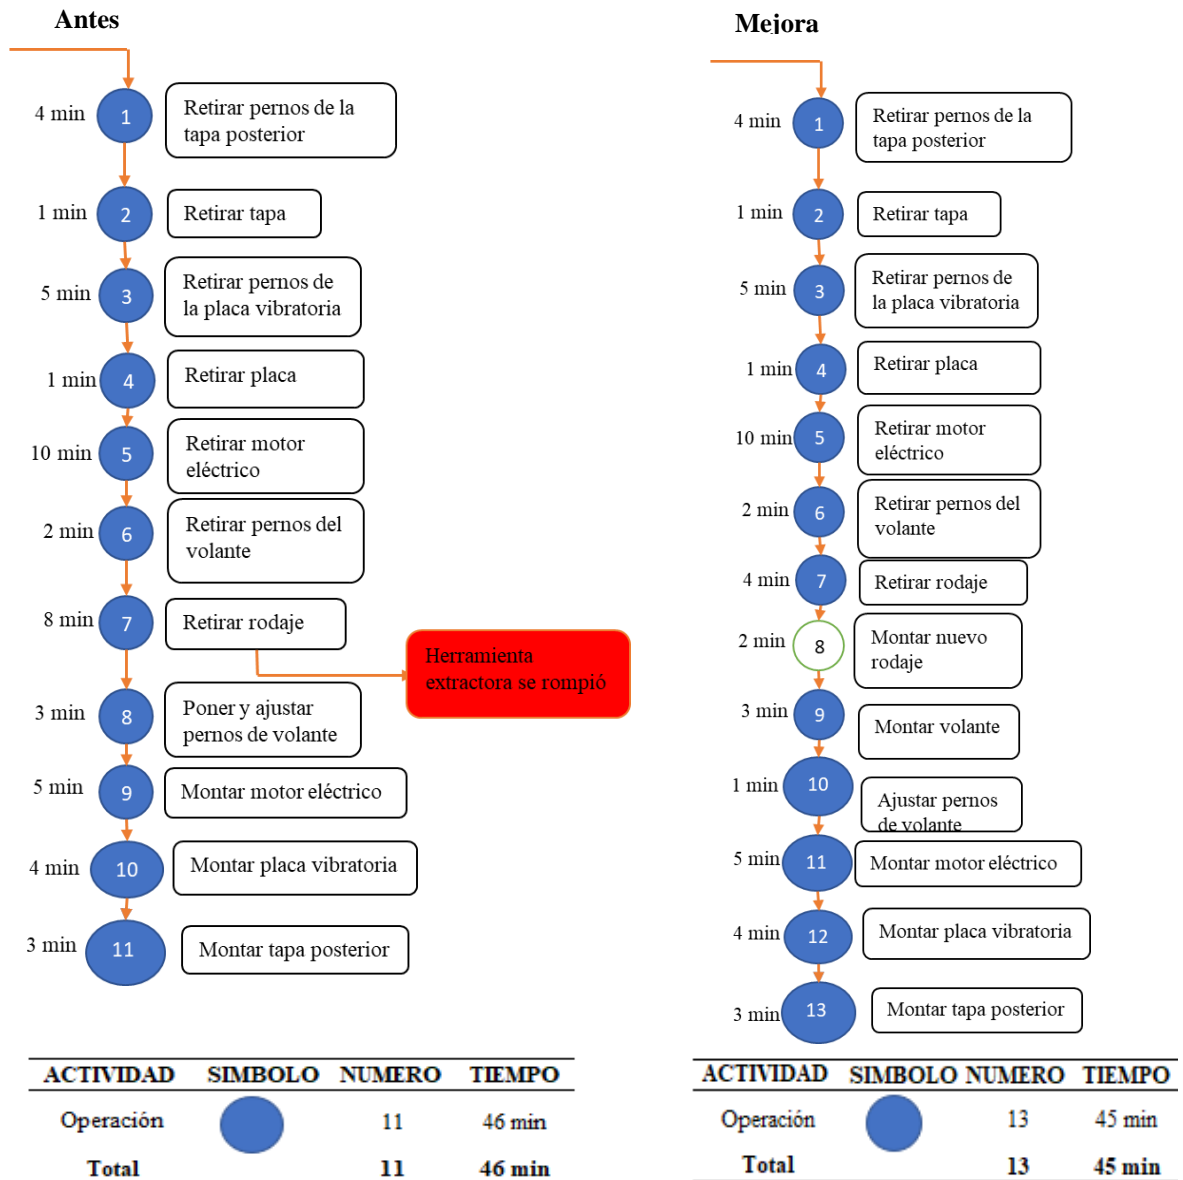 Antes
4 min
1
Retirar pernos de la
tapa posterior
1 min
2
Retirar tapa
5 min
3
Retirar pernos de
la placa vibratoria
1 min
4
Retirar placa
10 min
5
Retirar motor
eléctrico
2 min
6
Retirar pernos del
volante
8 min
7
Retirar rodaje
Herramienta
extractora se rompió
3 min
8
Poner y ajustar
pernos de volante
5 min
9
Montar motor eléctrico
4 min
10
Montar placa vibratoria
3 min
11
Montar tapa posterior
ACTIVIDAD SIMBOLO NUMERO TIEMPO
Operación 11 46 min
Total 11 46 min
Mejora
4 min
1
Retirar pernos de la
tapa posterior
1 min
2
Retirar tapa
5 min
3
Retirar pernos de
la placa vibratoria
1 min
4
Retirar placa
10 min
5
Retirar motor
eléctrico
2 min
6
Retirar pernos del
volante
4 min
7
Retirar rodaje
2 min
8
Montar nuevo
rodaje
3 min
9
Montar volante
1 min
10
Ajustar pernos
de volante
5 min
11
Montar motor eléctrico
4 min
12
Montar placa vibratoria
3 min
13
Montar tapa posterior
ACTIVIDAD SIMBOLO NUMERO TIEMPO
Operación 13 45 min
Total 13 45 min